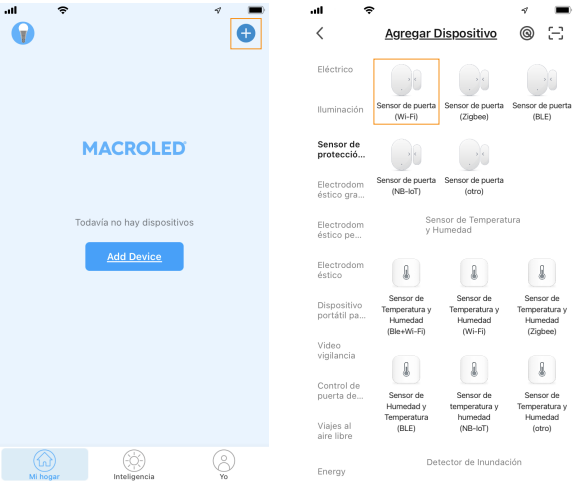 MACROLED
Todavía no hay dispositivos
Add Device
Mi hogar
Inteligencia
Yo
Agregar Dispositivo
Eléctrico
Iluminación
Sensor de
protecció...
Electrodom
éstico gra...
Electrodom
éstico pe...
Electrodom
éstico
Dispositivo
portátil pa...
Video
vigilancia
Control de
puerta de...
Viajes al
aire libre
Energy
Sensor de puerta
(Wi-Fi)
Sensor de puerta
(Zigbee)
Sensor de puerta
(BLE)
Sensor de puerta
(NB-IoT)
Sensor de puerta
(otro)
Sensor de Temperatura
y Humedad
Sensor de
Temperatura y
Humedad
(Ble+Wi-Fi)
Sensor de
Temperatura y
Humedad
(Wi-Fi)
Sensor de
Temperatura y
Humedad
(Zigbee)
Sensor de
Humedad y
Temperatura
(BLE)
Sensor de
temperatura y
humedad
(NB-IoT)
Sensor de
Temperatura y
Humedad
(otro)
Detector de Inundación